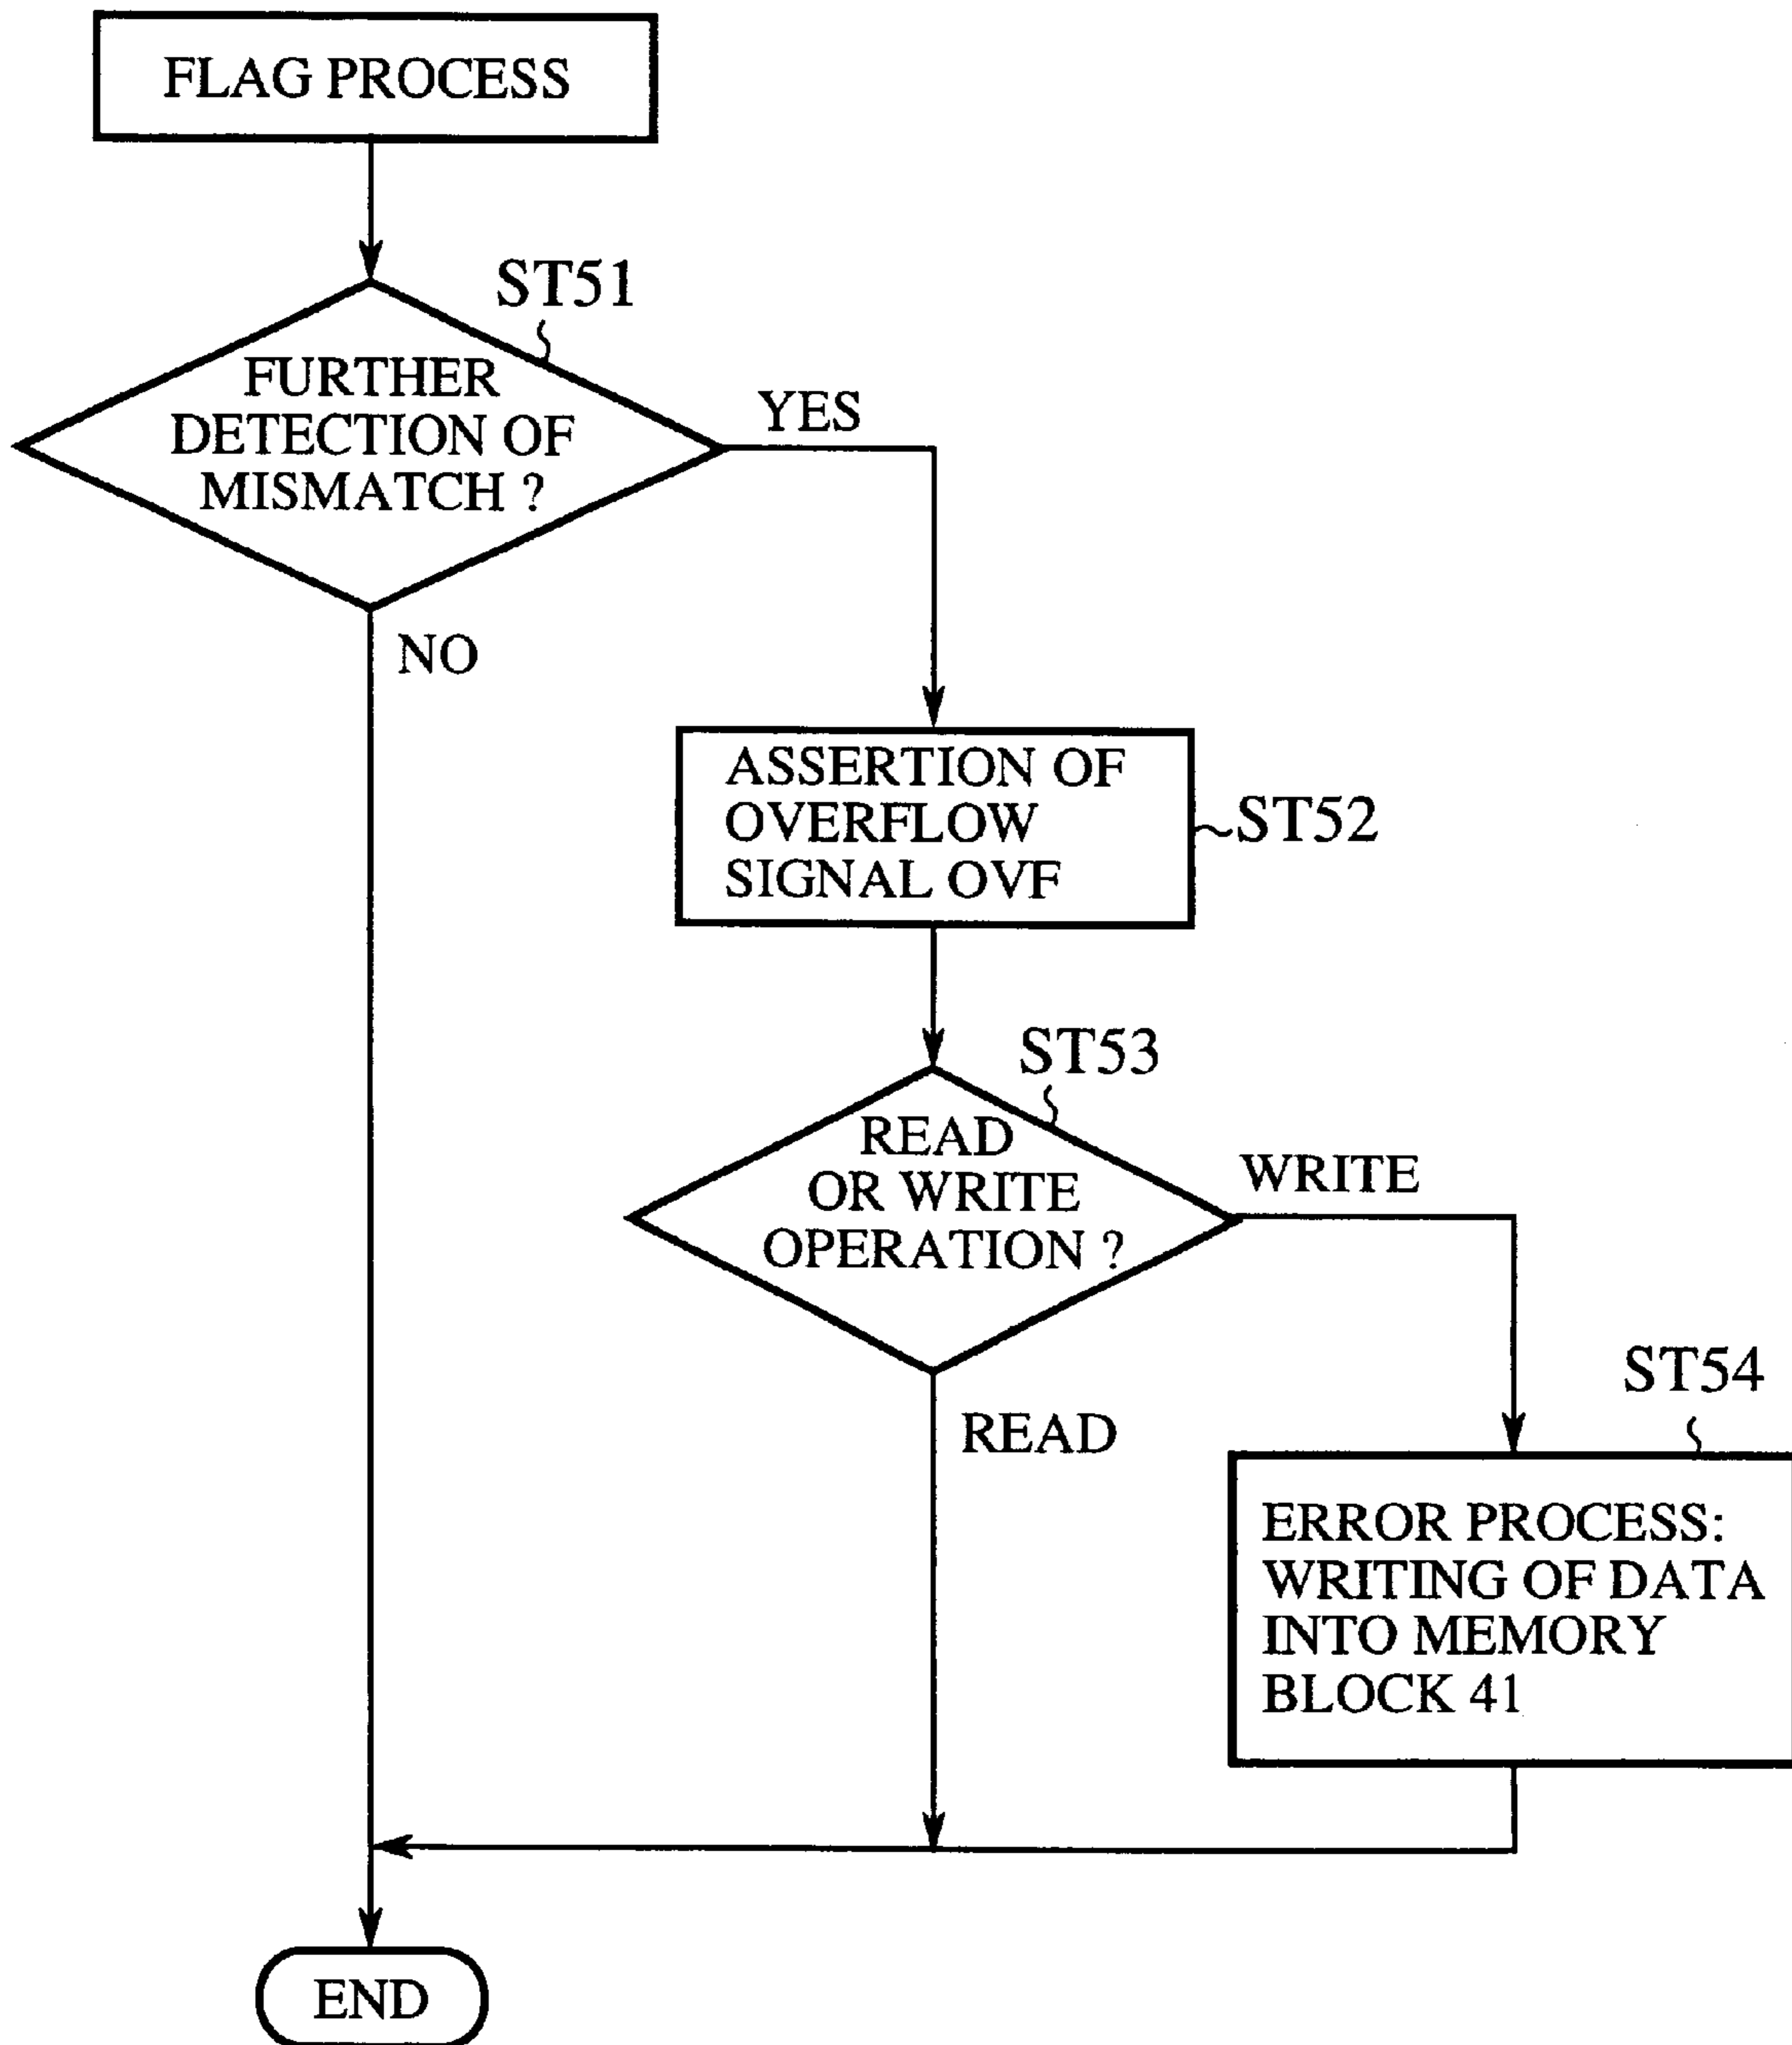 FLAG PROCESS
ST51
FURTHER
DETECTION OF
MISMATCH ?
YES
NO
ASSERTION OF
OVERFLOW
SIGNAL OVF
ST52
ST53
READ
OR WRITE
OPERATION ?
WRITE
READ
ST54
ERROR PROCESS:
WRITING OF DATA
INTO MEMORY
BLOCK 41
END